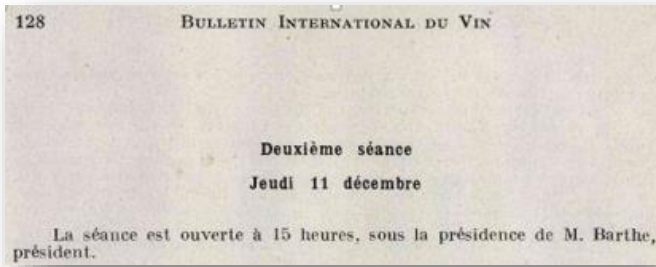 128 BULLETIN INTERNATIONAL DU VIN
Deuxième séance
Jeudi 11 décembre
La séance est ouverte à 15 heures, sous la présidence de M. Barthe,
président.